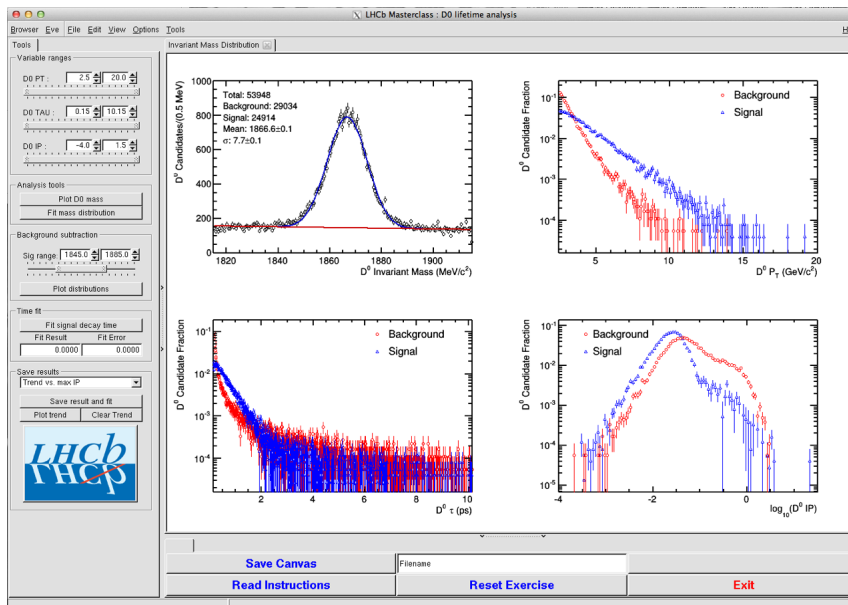 LHCb Masterclass : D0 lifetime analysis
Browser Eve File Edit View Options Tools H
Tools
Invariant Mass Distribution
Variable ranges
D0 PT : 2.5 20.0
D0 TAU : 0.15 10.15
D0 IP : -4.0 1.5
Analysis tools
Plot D0 mass
Fit mass distribution
Background subtraction
Sig range: 1845.0 1885.0
Plot distributions
Time fit
Fit signal decay time
Fit Result Fit Error
0.0000 0.0000
Save results
Trend vs. max IP
Save result and fit
Plot trend Clear Trend
LHCb
LHCb
D⁰ Candidates/(0.5 MeV)
1000
800
600
400
200
0
Total: 53948
Background: 29034
Signal: 24914
Mean: 1866.6±0.1
σ: 7.7±0.1
1820 1840 1860 1880 1900
D⁰ Invariant Mass (MeV/c²)
D⁰ Candidate Fraction
10⁻¹
10⁻²
10⁻³
10⁻⁴
Background
Signal
5 10 15 20
D⁰ P_T (GeV/c²)
D⁰ Candidate Fraction
10⁻¹
10⁻²
10⁻³
10⁻⁴
Background
Signal
2 4 6 8 10
D⁰ τ (ps)
D⁰ Candidate Fraction
10⁻¹
10⁻²
10⁻³
10⁻⁴
10⁻⁵
Background
Signal
-4 -2 0
log₁₀(D⁰ IP)
Save Canvas Filename
Read Instructions Reset Exercise Exit